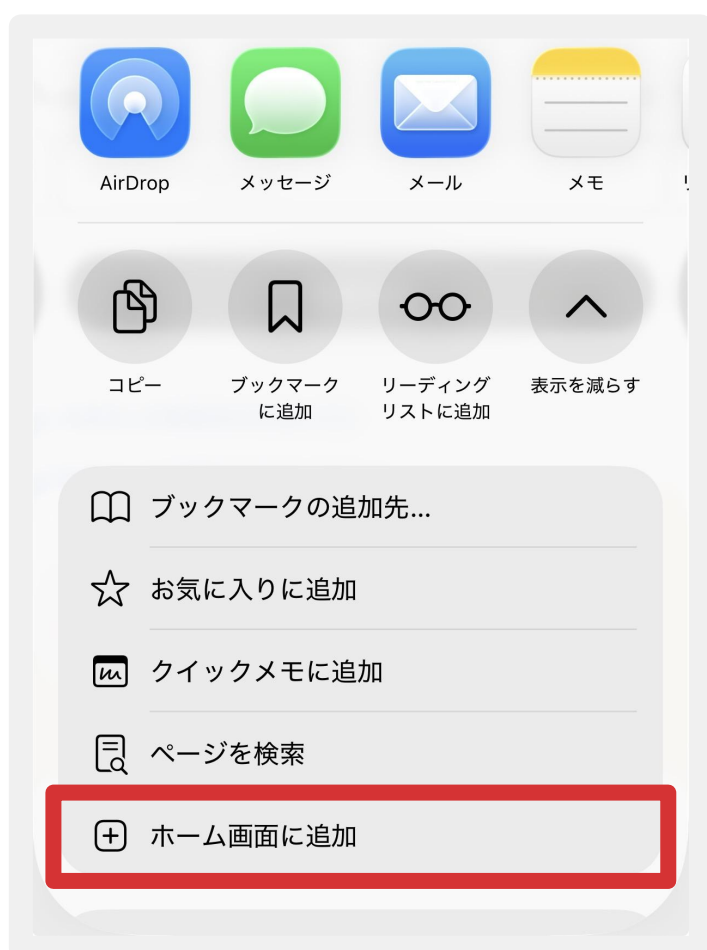 AirDrop
メッセージ
メール
メモ
コピー
ブックマーク
に追加
リーディング
リストに追加
表示を減らす
ブックマークの追加先...
お気に入りに追加
クイックメモに追加
ページを検索
ホーム画面に追加